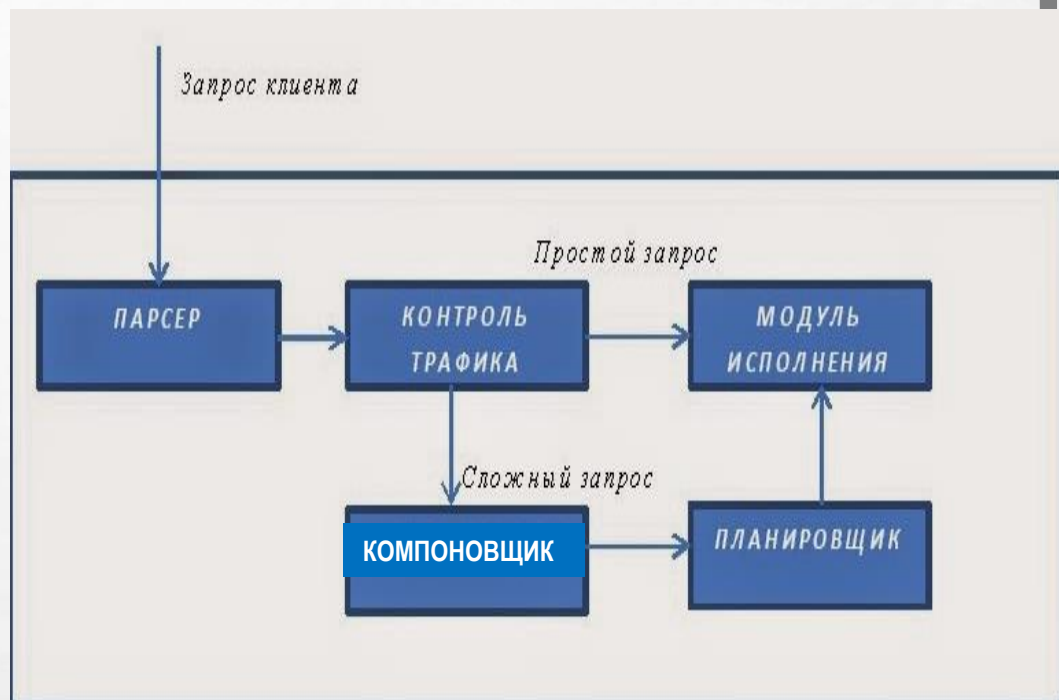 Запрос клиента
Простой запрос
ПАРСЕР
КОНТРОЛЬ
ТРАФИКА
МОДУЛЬ
ИСПОЛНЕНИЯ
Сложный запрос
КОМПОНОВЩИК
ПЛАНИРОВЩИК